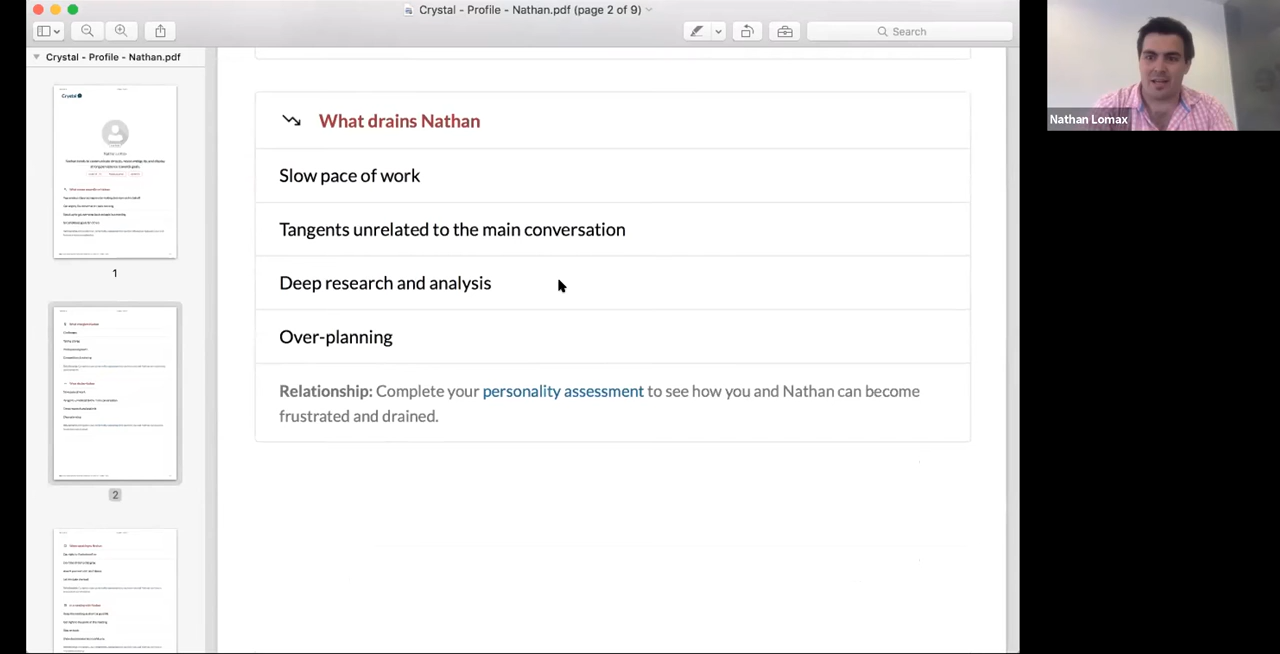 Crystal - Profile - Nathan.pdf (page 2 of 9)
Search
Crystal - Profile - Nathan.pdf
Crystal
1
2
What drains Nathan
Slow pace of work
Tangents unrelated to the main conversation
Deep research and analysis
Over-planning
Relationship: Complete your personality assessment to see how you and Nathan can become
frustrated and drained.
Nathan Lomax